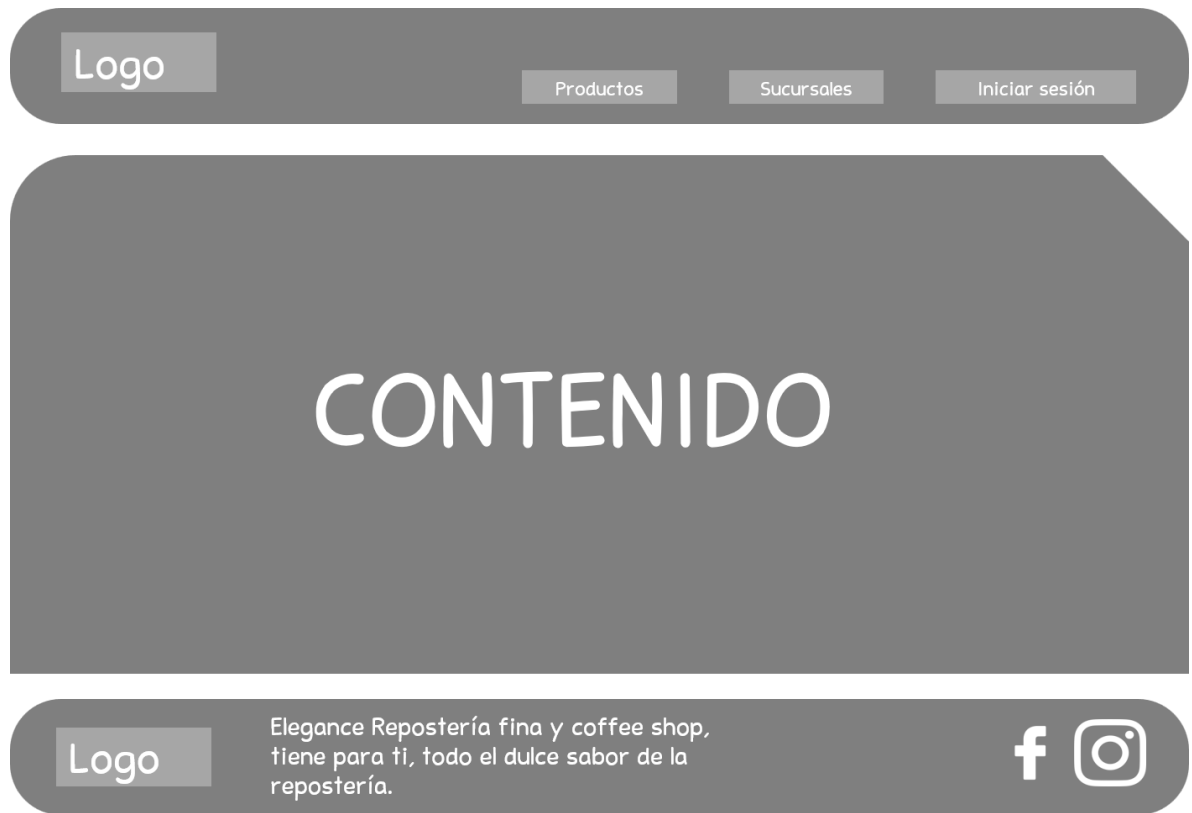 Logo
Productos
Sucursales
Iniciar sesión
CONTENIDO
Logo
Elegance Repostería fina y coffee shop,
tiene para ti, todo el dulce sabor de la
repostería.